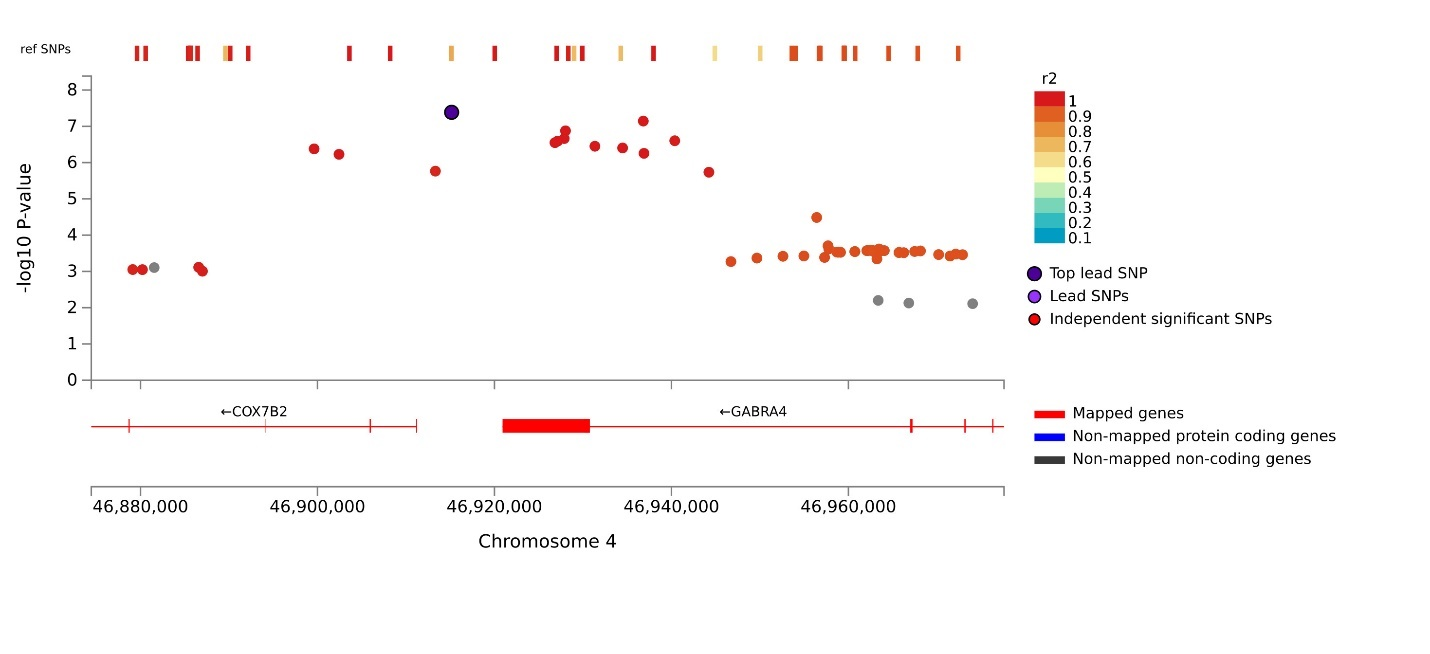 ref SNPs
r2
1
0.9
0.8
0.7
0.6
0.5
0.4
0.3
0.2
0.1
-log10 P-value
8
7
6
5
4
3
2
1
0
Top lead SNP
Lead SNPs
Independent significant SNPs
←COX7B2 ←GABRA4
Mapped genes
Non-mapped protein coding genes
Non-mapped non-coding genes
46,880,000 46,900,000 46,920,000 46,940,000 46,960,000
Chromosome 4